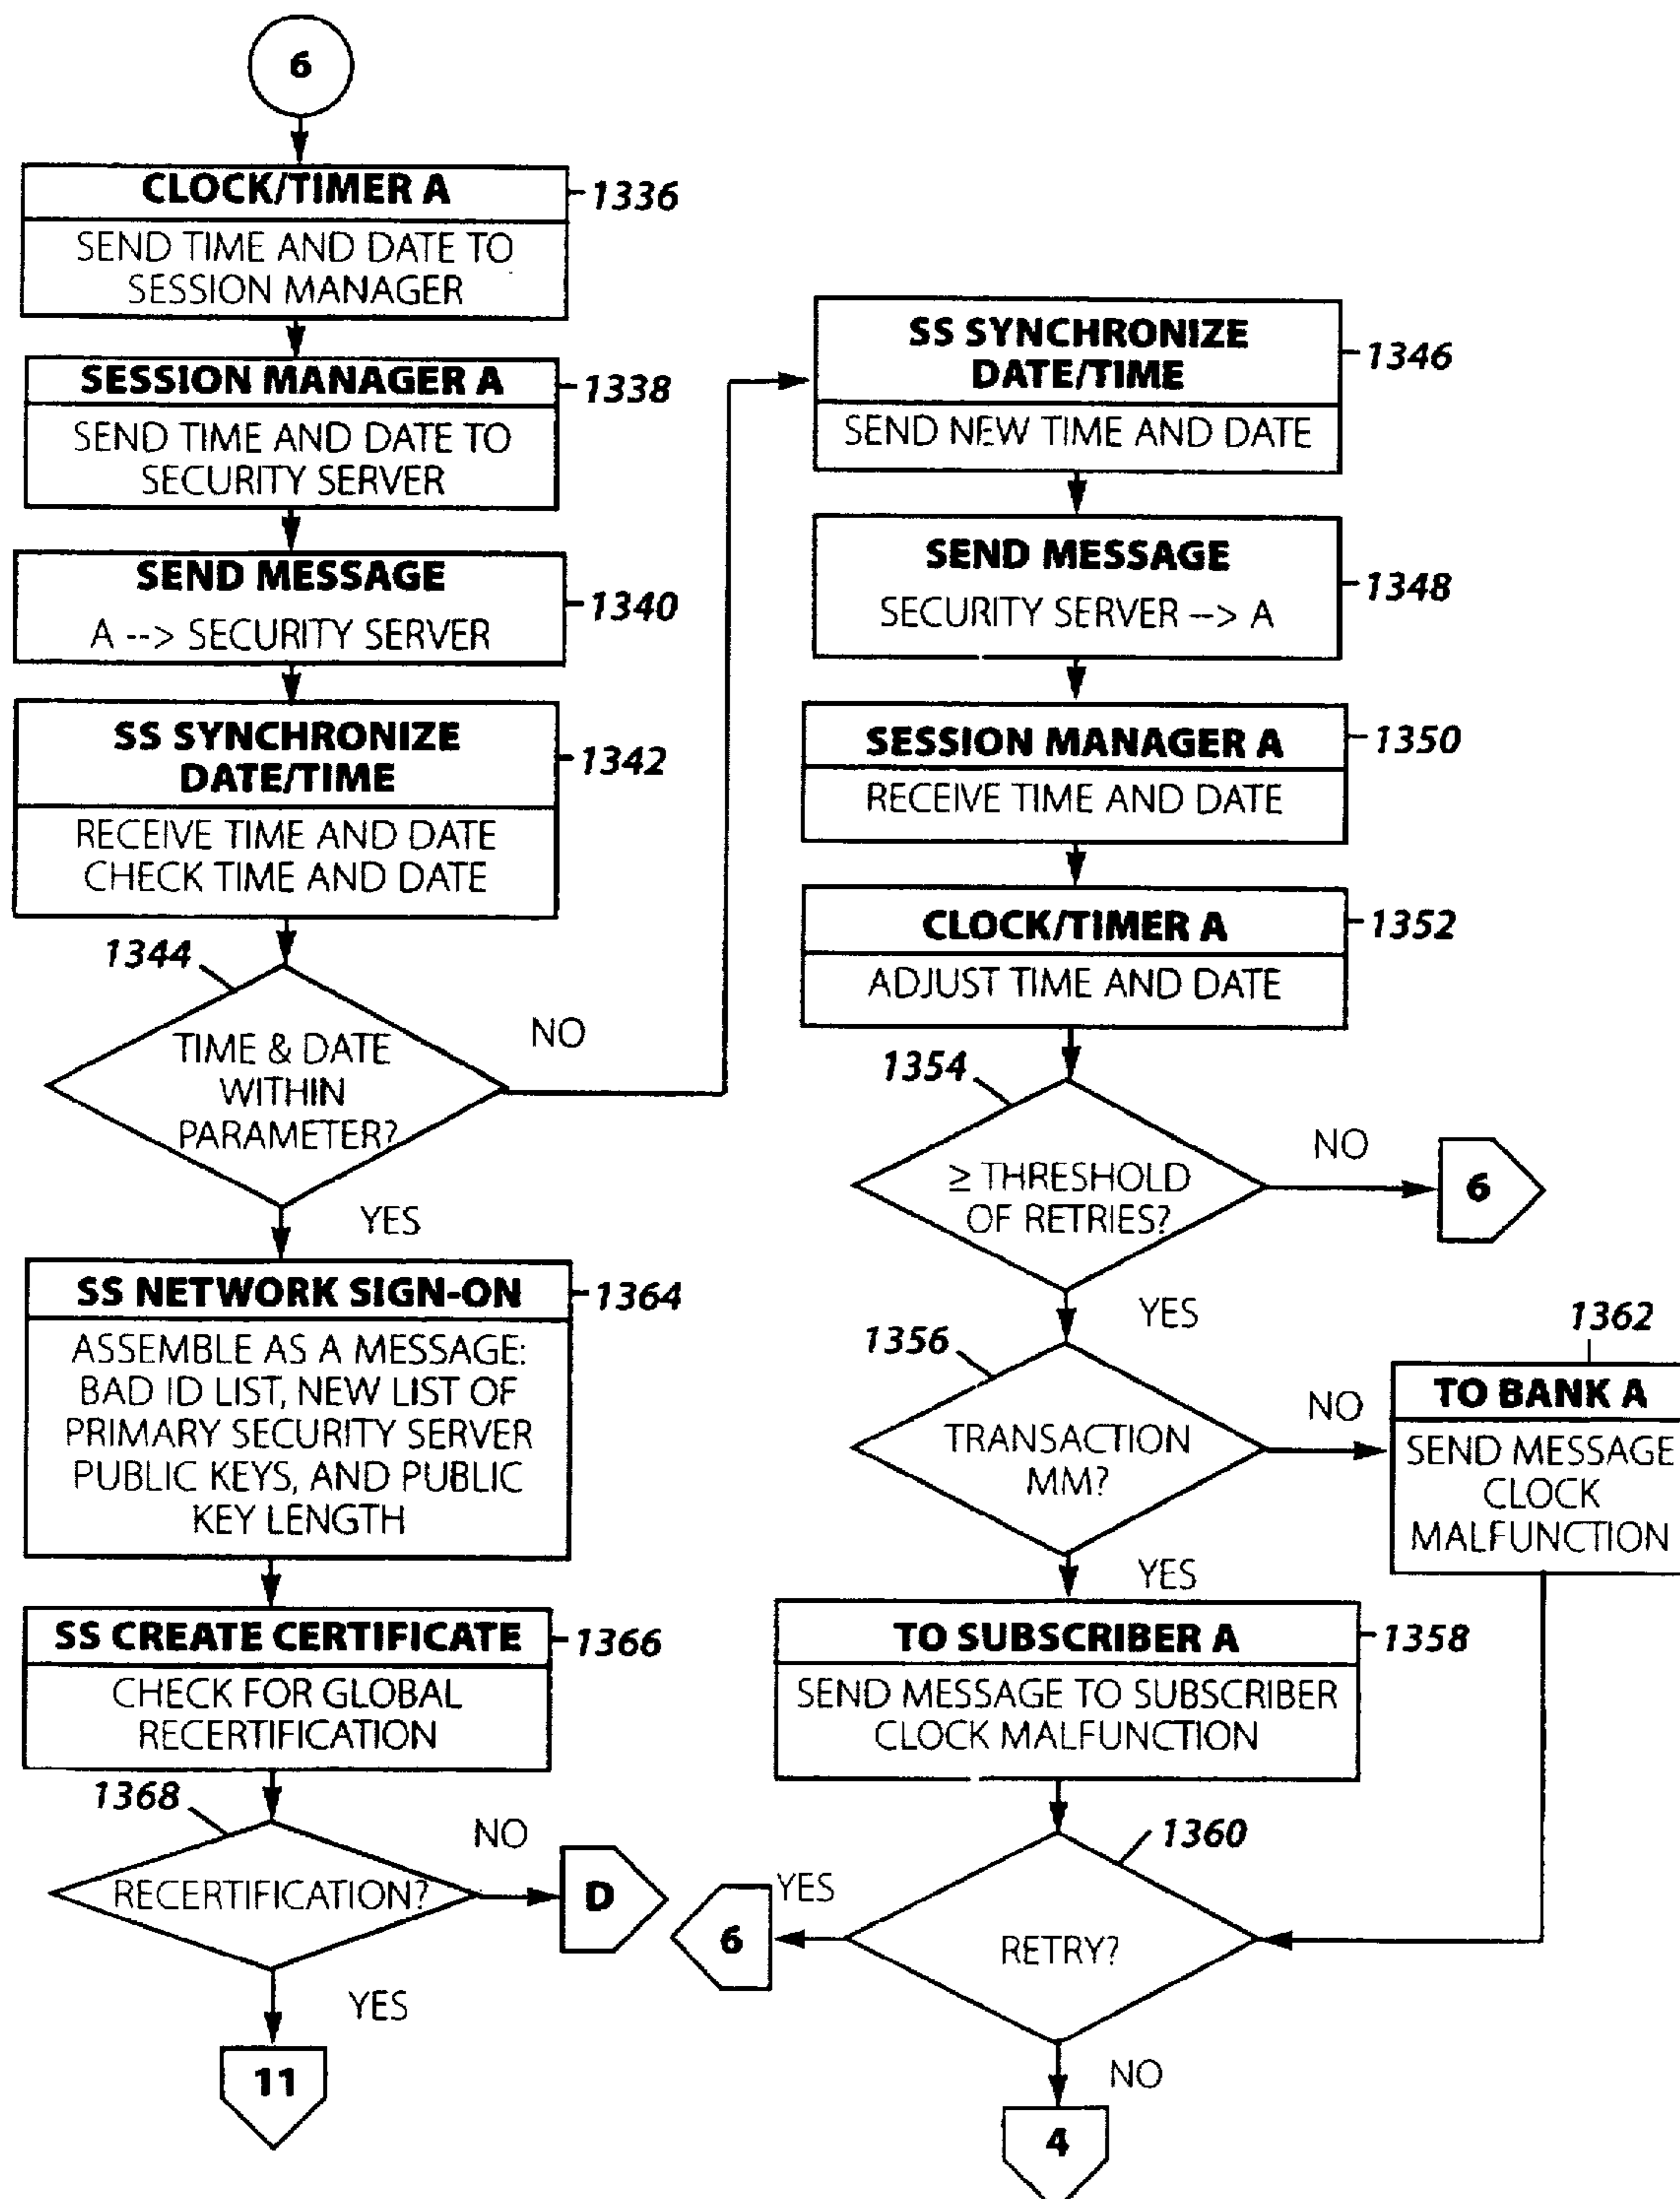 6
CLOCK/TIMER A
1336
SEND TIME AND DATE TO
SESSION MANAGER
SESSION MANAGER A
1338
SEND TIME AND DATE TO
SECURITY SERVER
SEND MESSAGE
1340
A --> SECURITY SERVER
SS SYNCHRONIZE
DATE/TIME
1342
RECEIVE TIME AND DATE
CHECK TIME AND DATE
1344
TIME & DATE
WITHIN
PARAMETER?
NO
YES
SS NETWORK SIGN-ON
1364
ASSEMBLE AS A MESSAGE:
BAD ID LIST, NEW LIST OF
PRIMARY SECURITY SERVER
PUBLIC KEYS, AND PUBLIC
KEY LENGTH
SS CREATE CERTIFICATE
1366
CHECK FOR GLOBAL
RECERTIFICATION
1368
RECERTIFICATION?
NO
D
YES
11
SS SYNCHRONIZE
DATE/TIME
1346
SEND NEW TIME AND DATE
SEND MESSAGE
1348
SECURITY SERVER --> A
SESSION MANAGER A
1350
RECEIVE TIME AND DATE
CLOCK/TIMER A
1352
ADJUST TIME AND DATE
1354
≥ THRESHOLD
OF RETRIES?
NO
6
YES
1356
TRANSACTION
MM?
NO
1362
TO BANK A
SEND MESSAGE
CLOCK
MALFUNCTION
YES
TO SUBSCRIBER A
1358
SEND MESSAGE TO SUBSCRIBER
CLOCK MALFUNCTION
1360
RETRY?
YES
6
NO
4